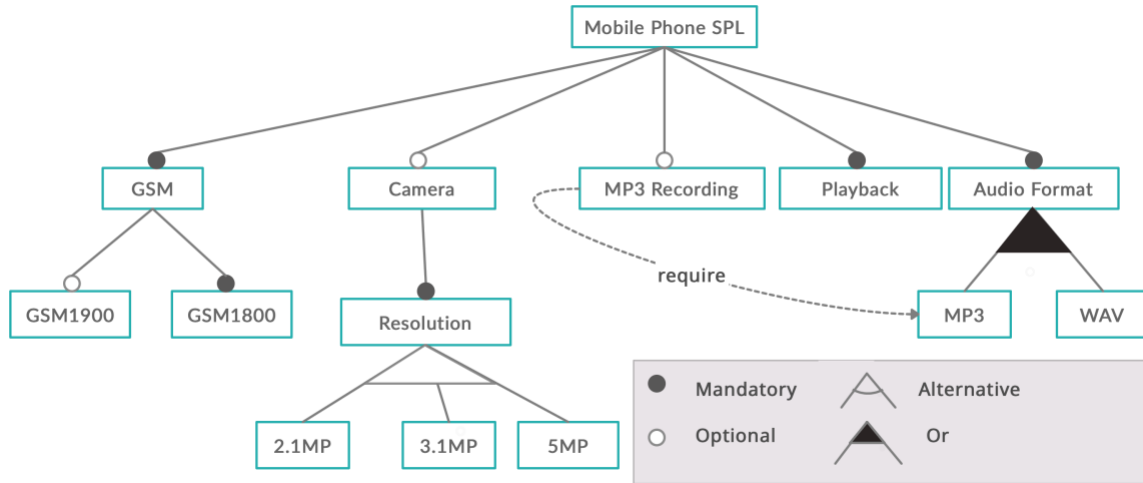 Mobile Phone SPL
GSM
Camera
MP3 Recording
Playback
Audio Format
require
GSM1900
GSM1800
Resolution
MP3
WAV
2.1MP
3.1MP
5MP
Mandatory
Alternative
Optional
Or